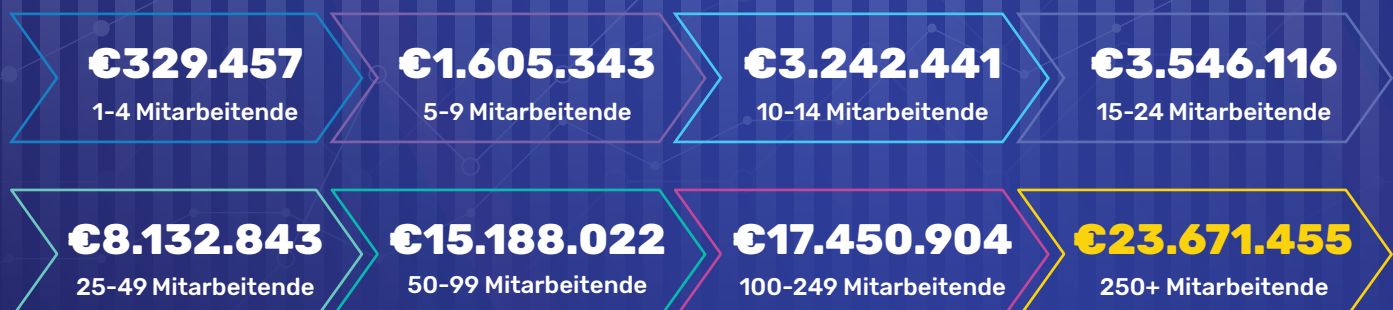 €329.457
1-4 Mitarbeitende
€1.605.343
5-9 Mitarbeitende
€3.242.441
10-14 Mitarbeitende
€3.546.116
15-24 Mitarbeitende
€8.132.843
25-49 Mitarbeitende
€15.188.022
50-99 Mitarbeitende
€17.450.904
100-249 Mitarbeitende
€23.671.455
250+ Mitarbeitende